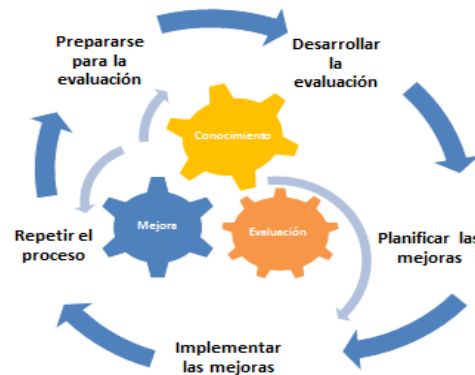 Prepararse
para la
evaluación
Desarrollar
la
evaluación
Conocimiento
Mejora
Evaluación
Repetir el
proceso
Planificar las
mejoras
Implementar
las mejoras